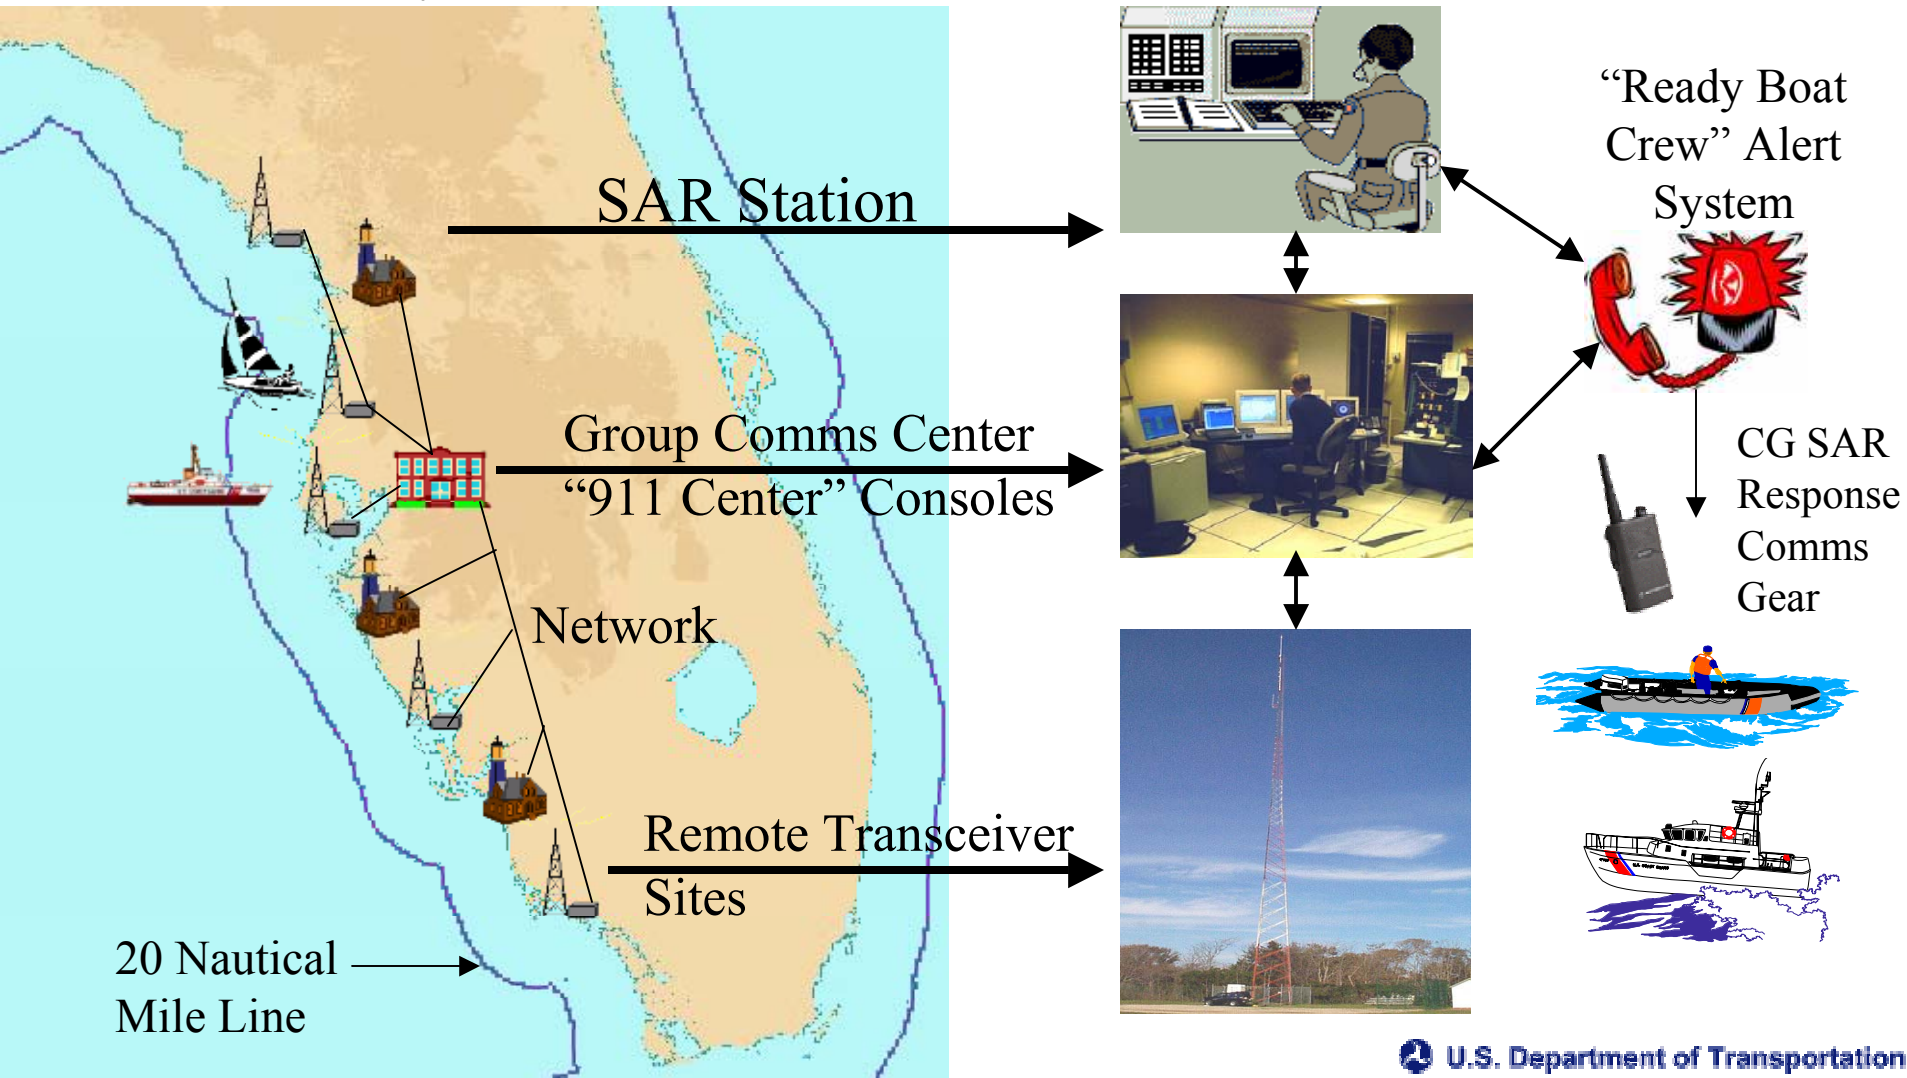 SAR Station
Group Comms Center
“911 Center” Consoles
Network
Remote Transceiver
Sites
20 Nautical
Mile Line
“Ready Boat
Crew” Alert
System
CG SAR
Response
Comms
Gear
U.S. Department of Transportation